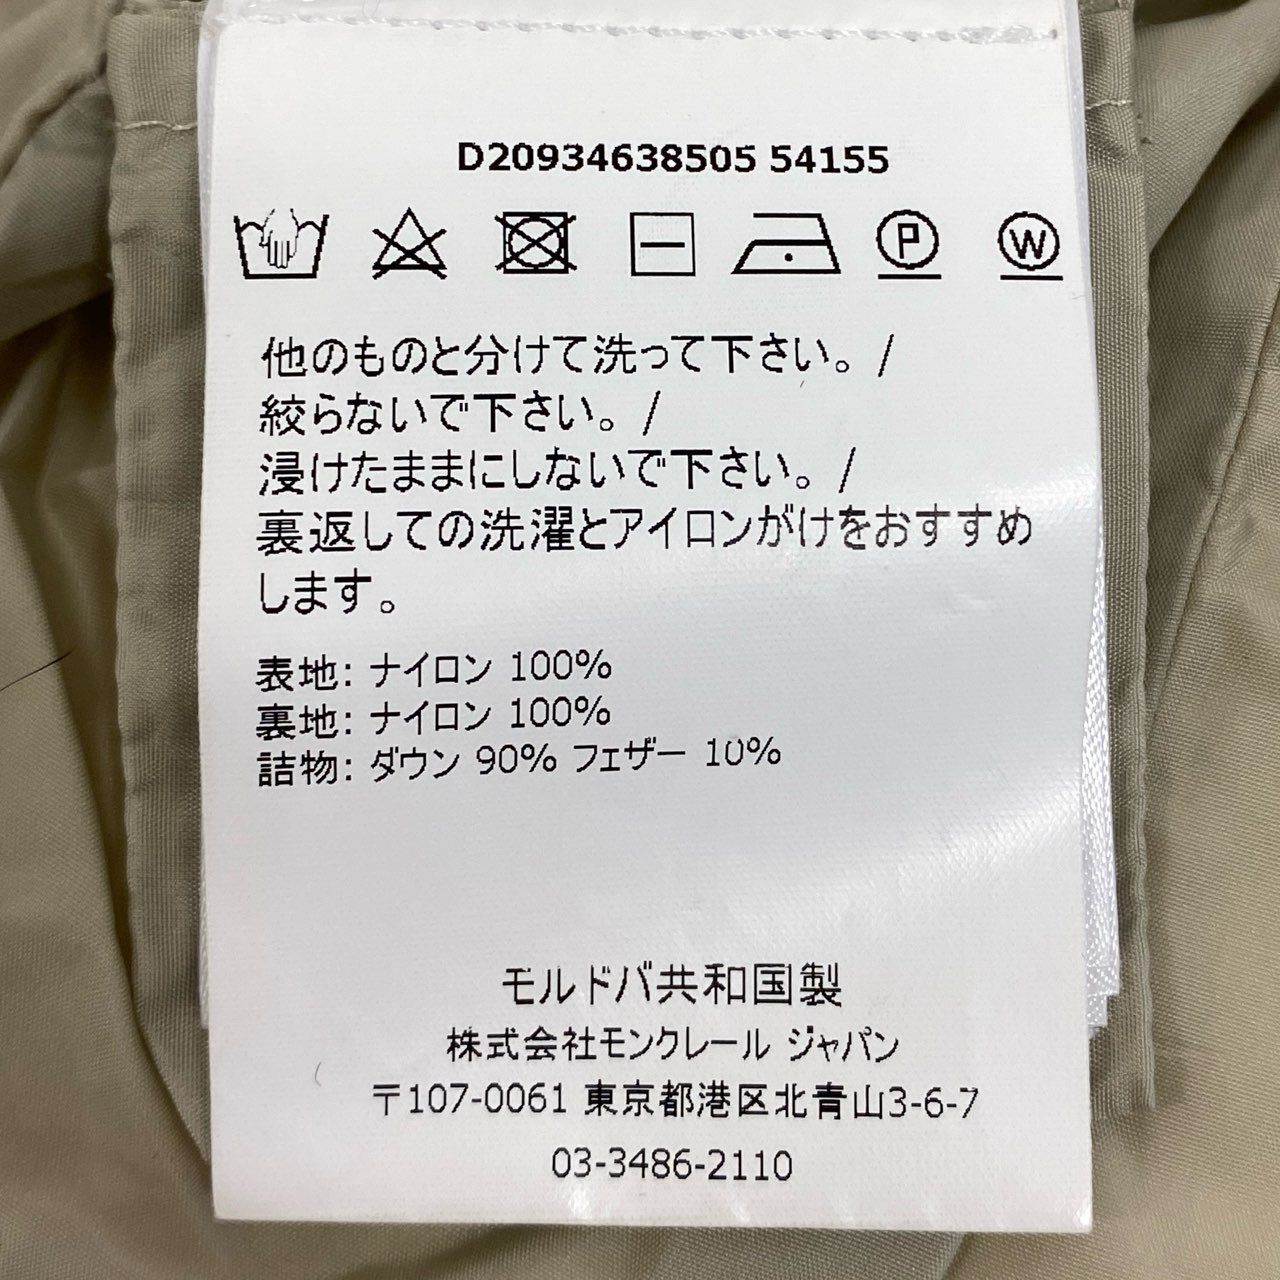 D20934638505 54155
P W
他のものと分けて洗って下さい。/
絞らないで下さい。/
浸けたままにしないで下さい。/
裏返しての洗濯とアイロンがけをおすすめ
します。
表地: ナイロン 100%
裏地: ナイロン 100%
詰物: ダウン 90% フェザー 10%
モルドバ共和国製
株式会社モンクレール ジャパン
〒107-0061 東京都港区北青山3-6-7
03-3486-2110